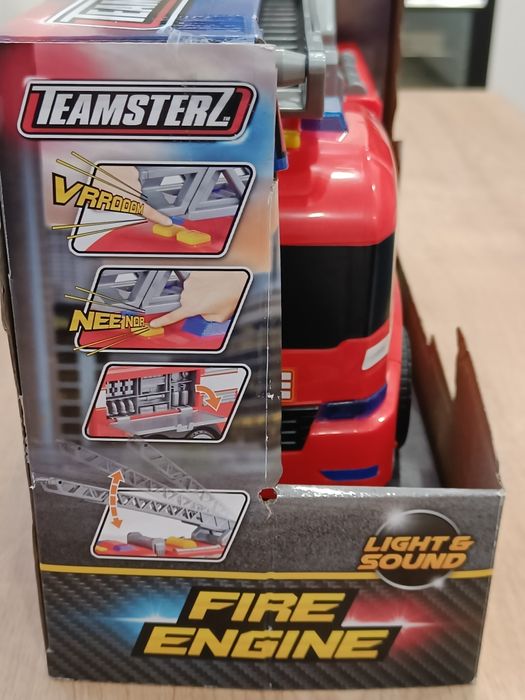 TEAMSTERZ
VRROOOM
NEE NOR
E
LIGHT &
SOUND
FIRE
ENGINE